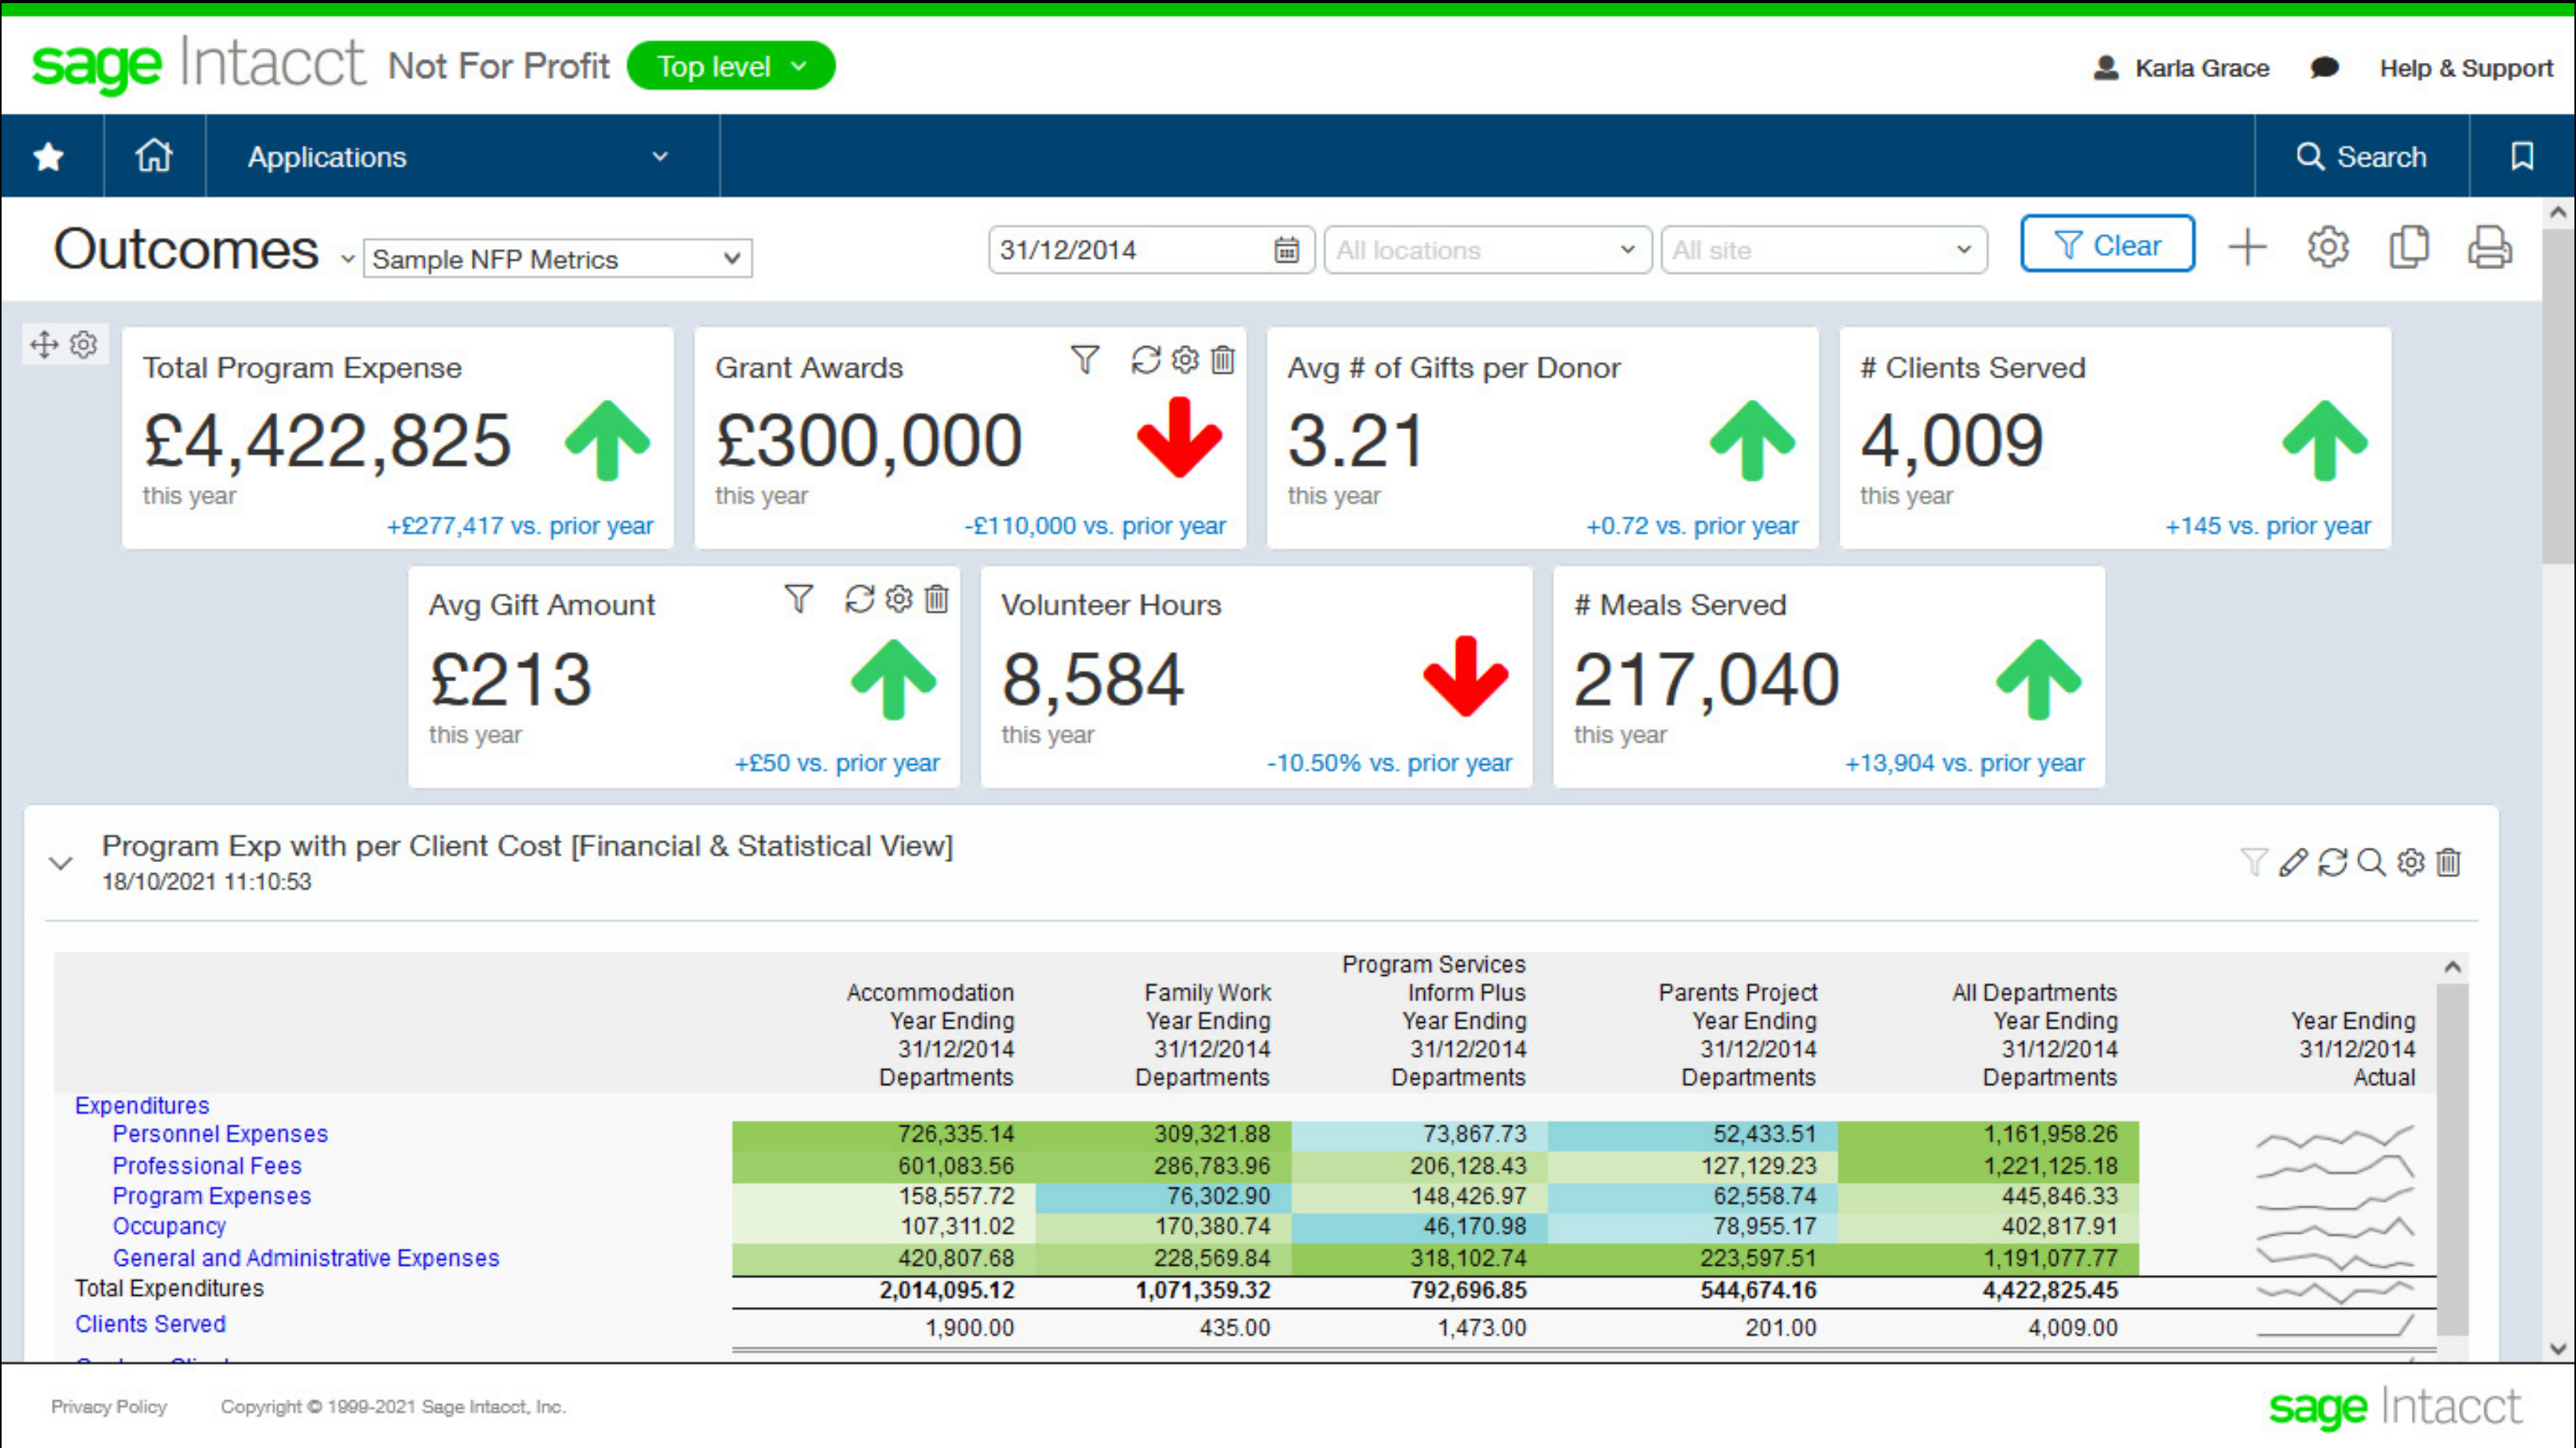 sage Intacct Not For Profit Top level
Karla Grace Help & Support
Applications
Search
Outcomes Sample NFP Metrics
31/12/2014 All locations All site Clear
Total Program Expense
£4,422,825
this year
+£277,417 vs. prior year
Grant Awards
£300,000
this year
-£110,000 vs. prior year
Avg # of Gifts per Donor
3.21
this year
+0.72 vs. prior year
# Clients Served
4,009
this year
+145 vs. prior year
Avg Gift Amount
£213
this year
+£50 vs. prior year
Volunteer Hours
8,584
this year
-10.50% vs. prior year
# Meals Served
217,040
this year
+13,904 vs. prior year
Program Exp with per Client Cost [Financial & Statistical View]
18/10/2021 11:10:53
Program Services
Accommodation Family Work Inform Plus Parents Project All Departments
Year Ending Year Ending Year Ending Year Ending Year Ending Year Ending
31/12/2014 31/12/2014 31/12/2014 31/12/2014 31/12/2014 31/12/2014
Departments Departments Departments Departments Departments Actual
Expenditures
Personnel Expenses 726,335.14 309,321.88 73,867.73 52,433.51 1,161,958.26
Professional Fees 601,083.56 286,783.96 206,128.43 127,129.23 1,221,125.18
Program Expenses 158,557.72 76,302.90 148,426.97 62,558.74 445,846.33
Occupancy 107,311.02 170,380.74 46,170.98 78,955.17 402,817.91
General and Administrative Expenses 420,807.68 228,569.84 318,102.74 223,597.51 1,191,077.77
Total Expenditures 2,014,095.12 1,071,359.32 792,696.85 544,674.16 4,422,825.45
Clients Served 1,900.00 435.00 1,473.00 201.00 4,009.00
Privacy Policy Copyright © 1999-2021 Sage Intacct, Inc.
sage Intacct